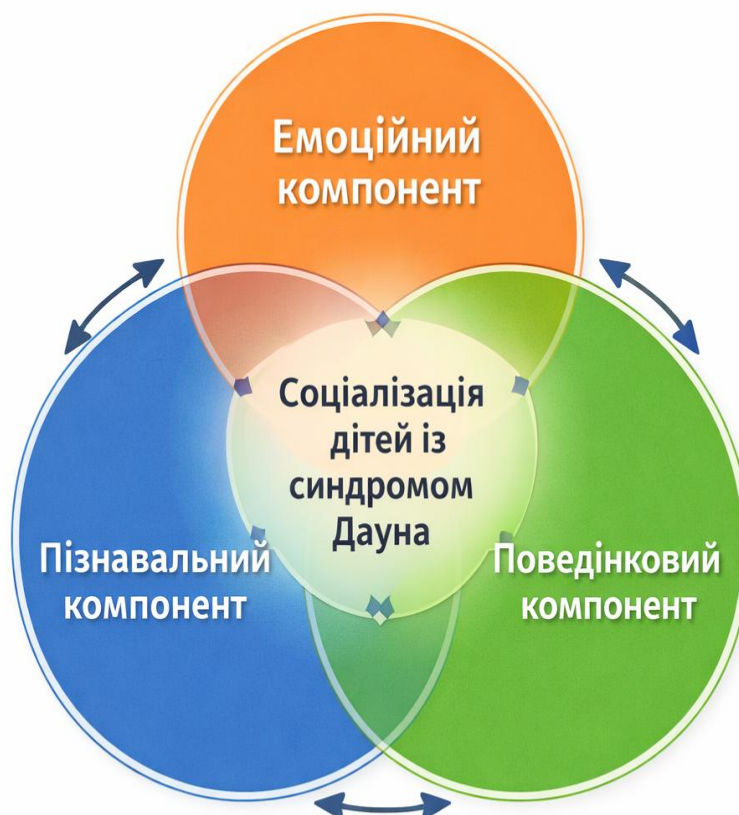 Емоційний
компонент
Соціалізація
дітей із
синдромом
Дауна
Пізнавальний
компонент
Поведінковий
компонент